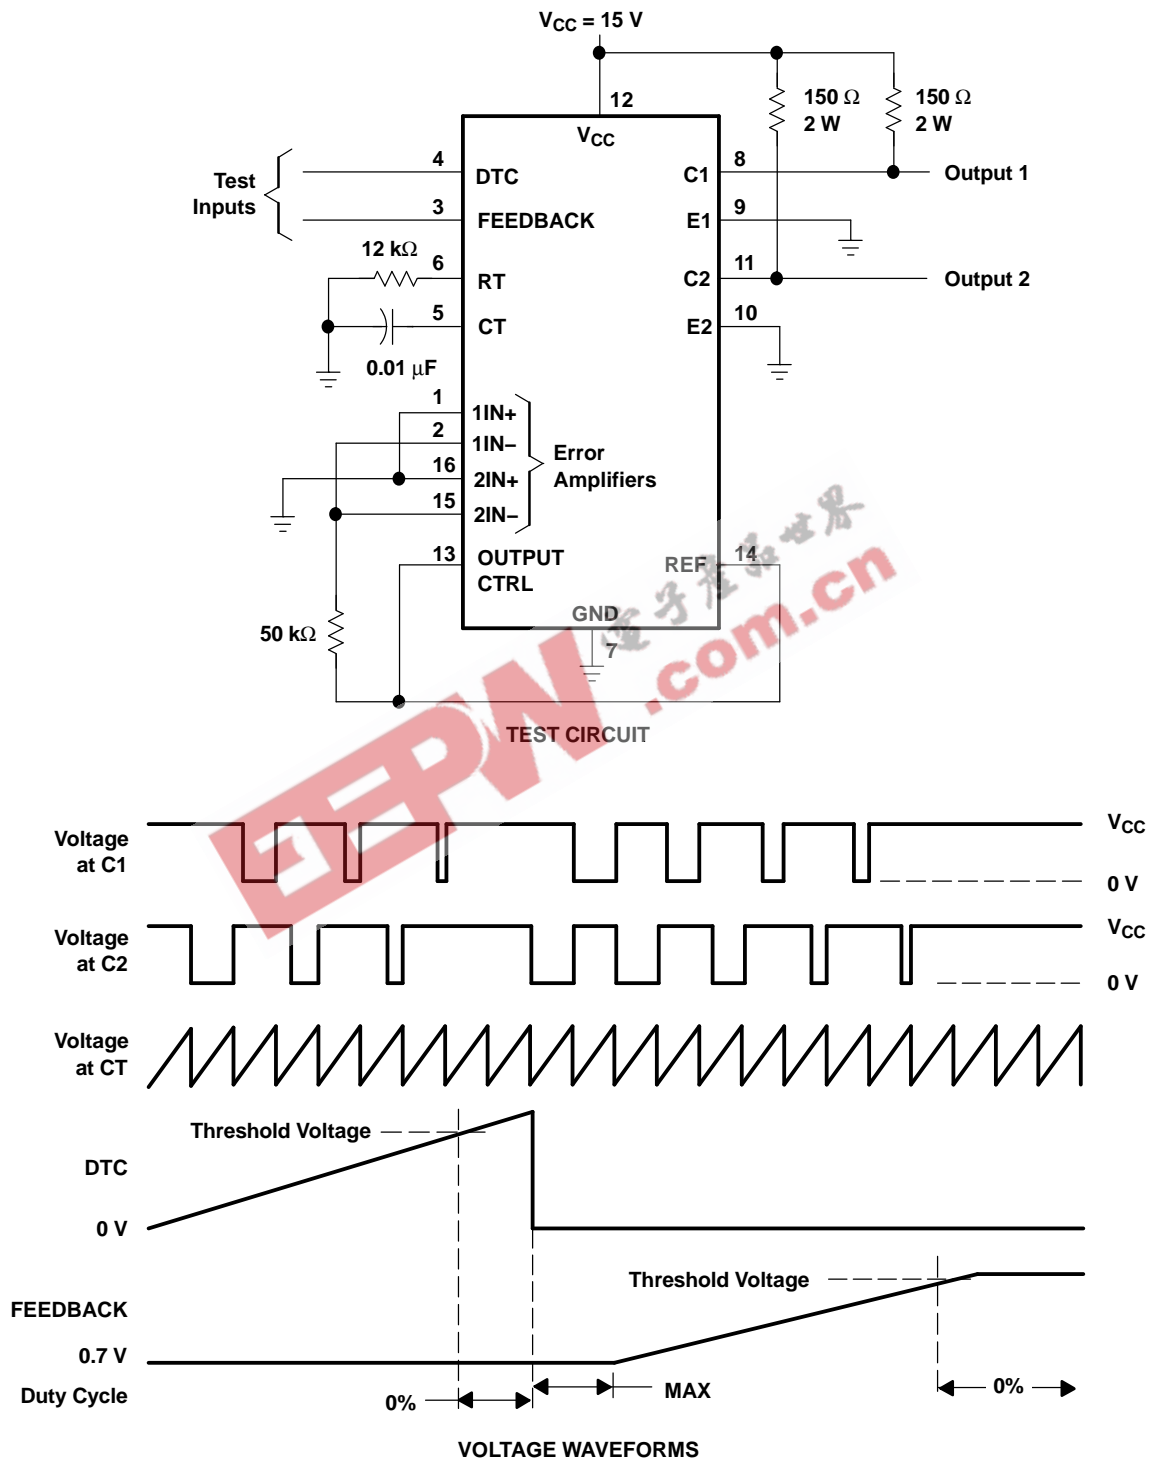 VCC = 15 V
12
150 Ω
2 W
150 Ω
2 W
VCC
Test
Inputs
4
DTC
3
FEEDBACK
12 kΩ
6
RT
5
CT
0.01 μF
1
1IN+
2
1IN–
16
2IN+
15
2IN–
Error
Amplifiers
13
OUTPUT
CTRL
50 kΩ
C1
8
Output 1
E1
9
C2
11
Output 2
E2
10
REF
14
GND
7
TEST CIRCUIT
電子產品世界
EEPW
.com.cn
Voltage
at C1
VCC
0 V
Voltage
at C2
VCC
0 V
Voltage
at CT
Threshold Voltage
DTC
0 V
Threshold Voltage
FEEDBACK
0.7 V
Duty Cycle
0%
MAX
0%
VOLTAGE WAVEFORMS